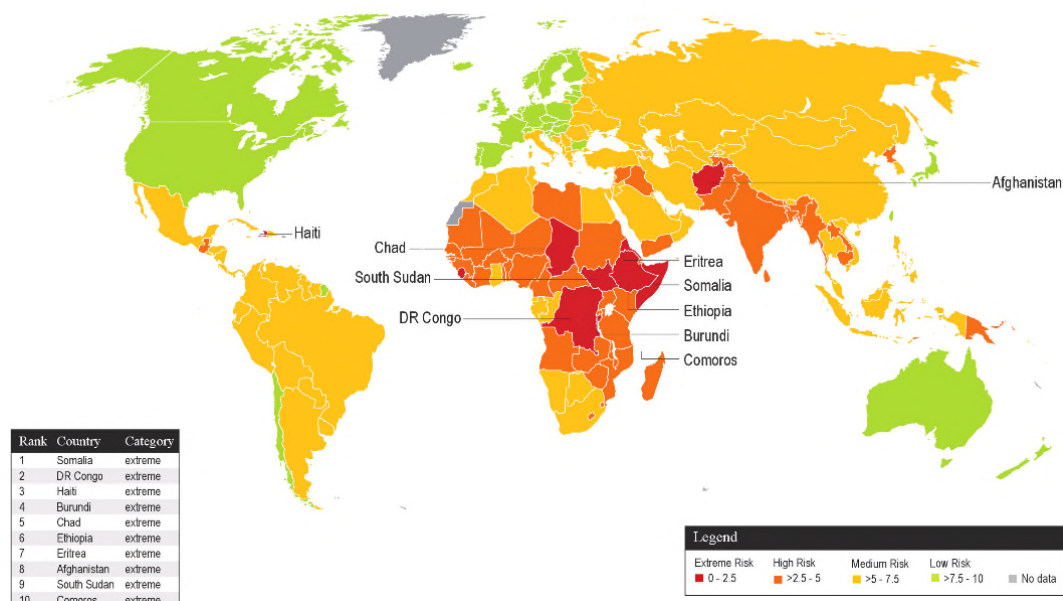 Afghanistan
Haiti
Chad
Eritrea
South Sudan
Somalia
Ethiopia
DR Congo
Burundi
Comoros
Rank Country Category
1 Somalia extreme
2 DR Congo extreme
3 Haiti extreme
4 Burundi extreme
5 Chad extreme
6 Ethiopia extreme
7 Eritrea extreme
8 Afghanistan extreme
9 South Sudan extreme
10 Comoros extreme
Legend
Extreme Risk High Risk Medium Risk Low Risk
0 - 2.5 >2.5 - 5 >5 - 7.5 >7.5 - 10 No data